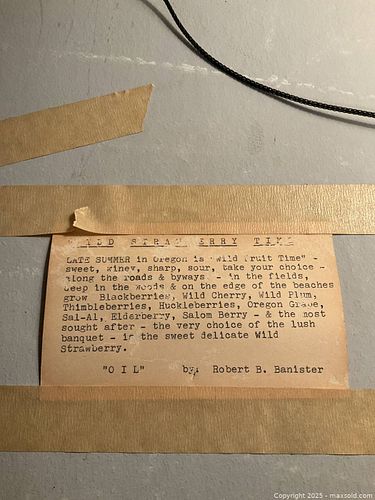 WILD STRAWBERRY TIME
LATE SUMMER in Oregon is "Wild Fruit Time" -
sweet, winey, sharp, sour, take your choice -
along the roads & byways - in the fields,
deep in the woods & on the edge of the beaches
grow Blackberries, Wild Cherry, Wild Plum,
Thimbleberries, Huckleberries, Oregon Grape,
Sal-Al, Elderberry, Salom Berry - & the most
sought after - the very choice of the lush
banquet - is the sweet delicate Wild
Strawberry.
"O I L" by: Robert B. Banister
Copyright 2025 - maxsold.com